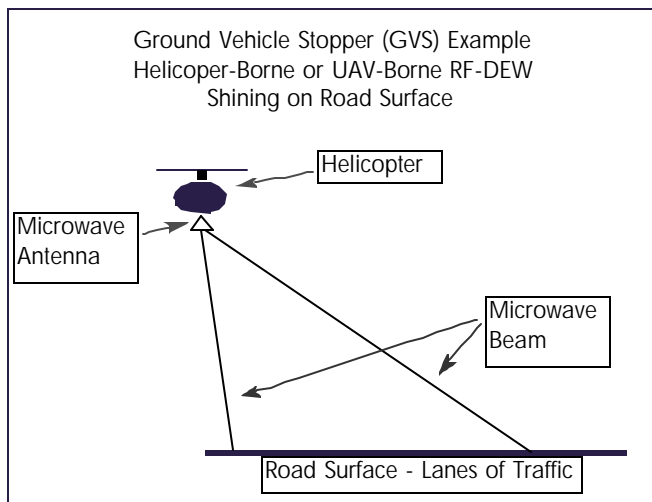 Ground Vehicle Stopper (GVS) Example
Helicoper-Borne or UAV-Borne RF-DEW
Shining on Road Surface
Helicopter
Microwave
Antenna
Microwave
Beam
Road Surface - Lanes of Traffic